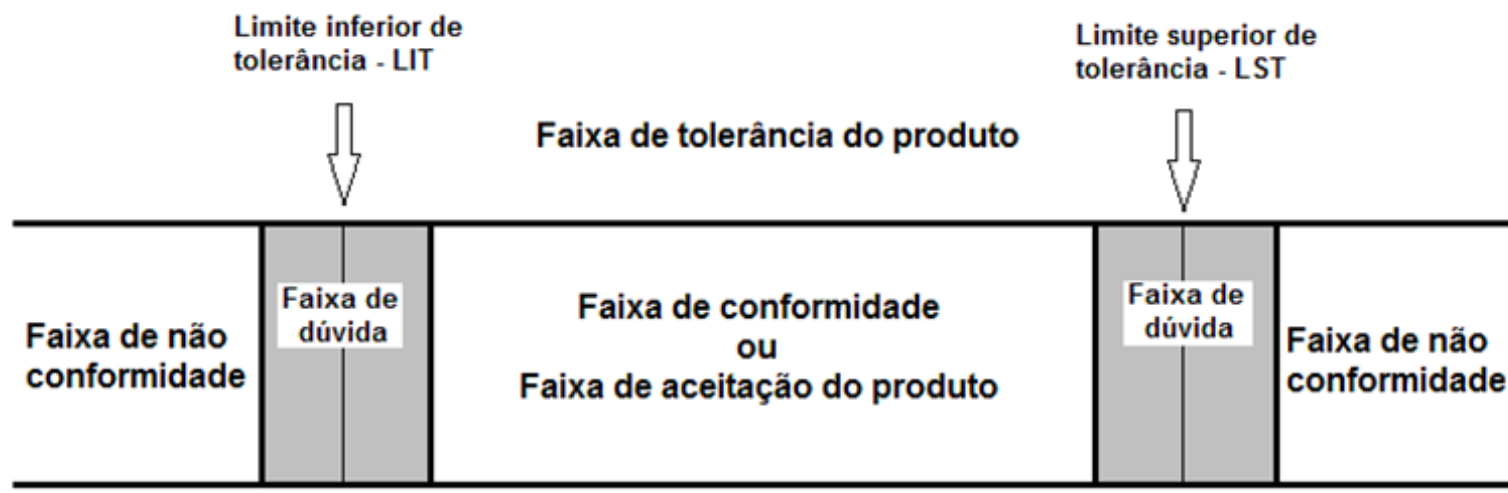 Limite inferior de
tolerância - LIT
Limite superior de
tolerância - LST
Faixa de tolerância do produto
Faixa de não
conformidade
Faixa de
dúvida
Faixa de conformidade
ou
Faixa de aceitação do produto
Faixa de
dúvida
Faixa de não
conformidade